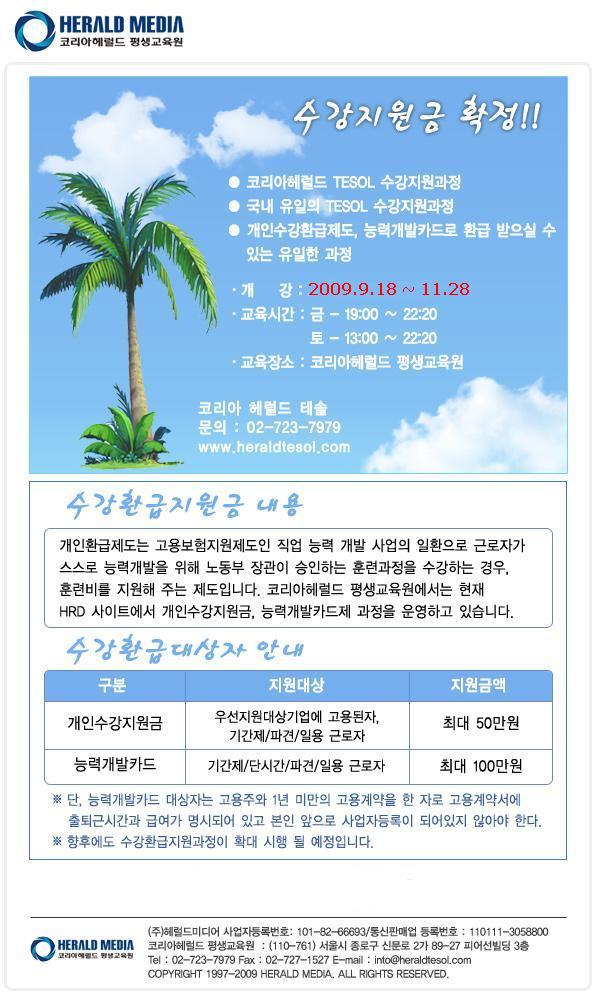 HERALD MEDIA
코리아헤럴드 평생교육원
수강지원금 확정!!
● 코리아헤럴드 TESOL 수강지원과정
● 국내 유일의 TESOL 수강지원과정
● 개인수강환급제도, 능력개발카드로 환급 받으실 수
있는 유일한 과정
· 개 강 : 2009.9.18 ~ 11.28
· 교육시간 : 금 - 19:00 ~ 22:20
토 - 13:00 ~ 22:20
· 교육장소 : 코리아헤럴드 평생교육원
코리아 헤럴드 테솔
문의 : 02-723-7979
www.heraldtesol.com
수강환급지원금 내용
개인환급제도는 고용보험지원제도인 직업 능력 개발 사업의 일환으로 근로자가
스스로 능력개발을 위해 노동부 장관이 승인하는 훈련과정을 수강하는 경우,
훈련비를 지원해 주는 제도입니다. 코리아헤럴드 평생교육원에서는 현재
HRD 사이트에서 개인수강지원금, 능력개발카드제 과정을 운영하고 있습니다.
수강환급대상자 안내
구분 지원대상 지원금액
개인수강지원금 우선지원대상기업에 고용된자, 기간제/파견/일용 근로자 최대 50만원
능력개발카드 기간제/단시간/파견/일용 근로자 최대 100만원
※ 단, 능력개발카드 대상자는 고용주와 1년 미만의 고용계약을 한 자로 고용계약서에
출퇴근시간과 급여가 명시되어 있고 본인 앞으로 사업자등록이 되어있지 않아야 한다.
※ 향후에도 수강환급지원과정이 확대 시행 될 예정입니다.
HERALD MEDIA
코리아헤럴드 평생교육원
(주)헤럴드미디어 사업자등록번호: 101-82-66693/통신판매업 등록번호 : 110111-3058800
코리아헤럴드 평생교육원 : (110-761) 서울시 종로구 신문로 2가 89-27 피어선빌딩 3층
Tel : 02-723-7979 Fax : 02-727-1527 E-mail : into@heraldtesol.com
COPYRIGHT 1997-2009 HERALD MEDIA. ALL RIGHTS RESERVED.